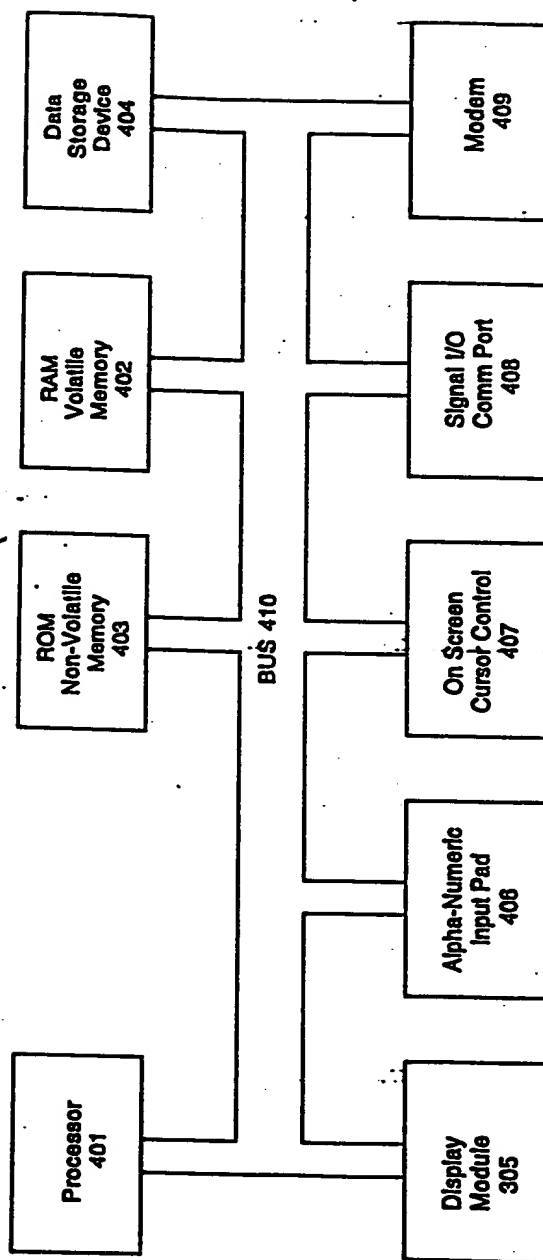 Processor
401
ROM
Non-Volatile
Memory
403
RAM
Volatile
Memory
402
Data
Storage
Device
404
BUS 410
Display
Module
305
Alpha-Numeric
Input Pad
406
On Screen
Cursor Control
407
Signal I/O
Comm Port
408
Modem
409